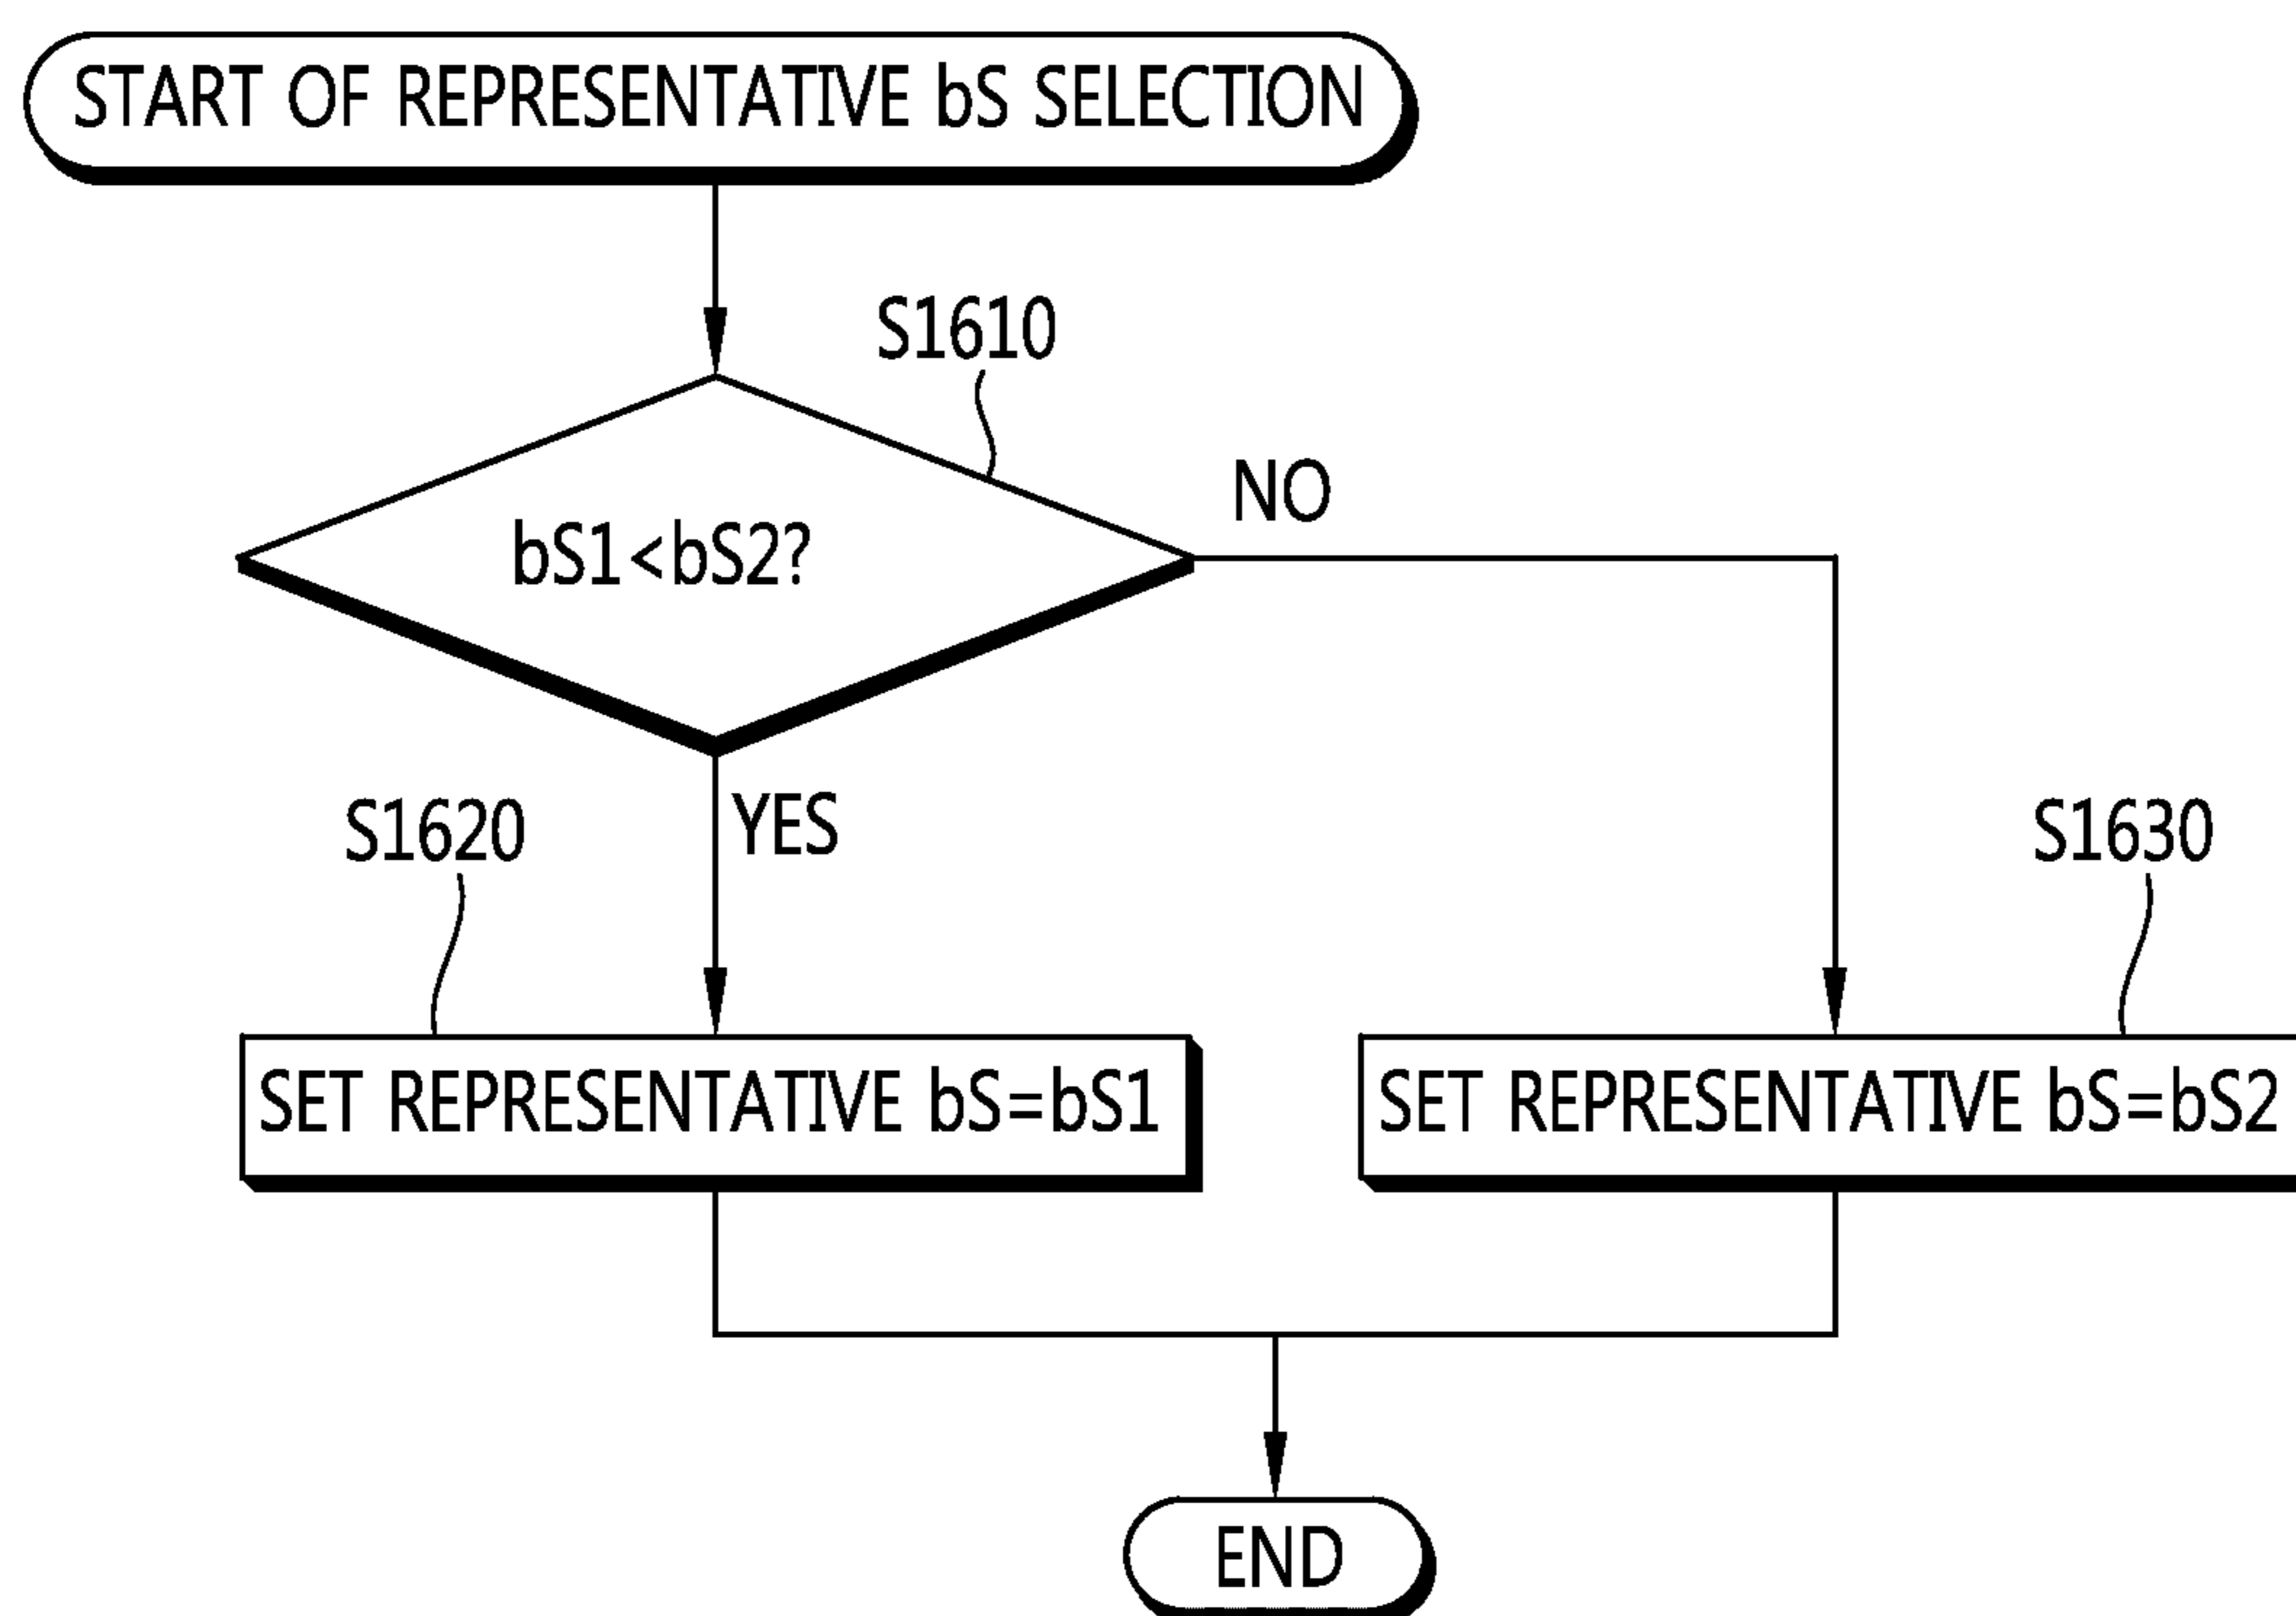 START OF REPRESENTATIVE bS SELECTION
S1610
bS1<bS2?
NO
YES
S1620
S1630
SET REPRESENTATIVE bS=bS1
SET REPRESENTATIVE bS=bS2
END